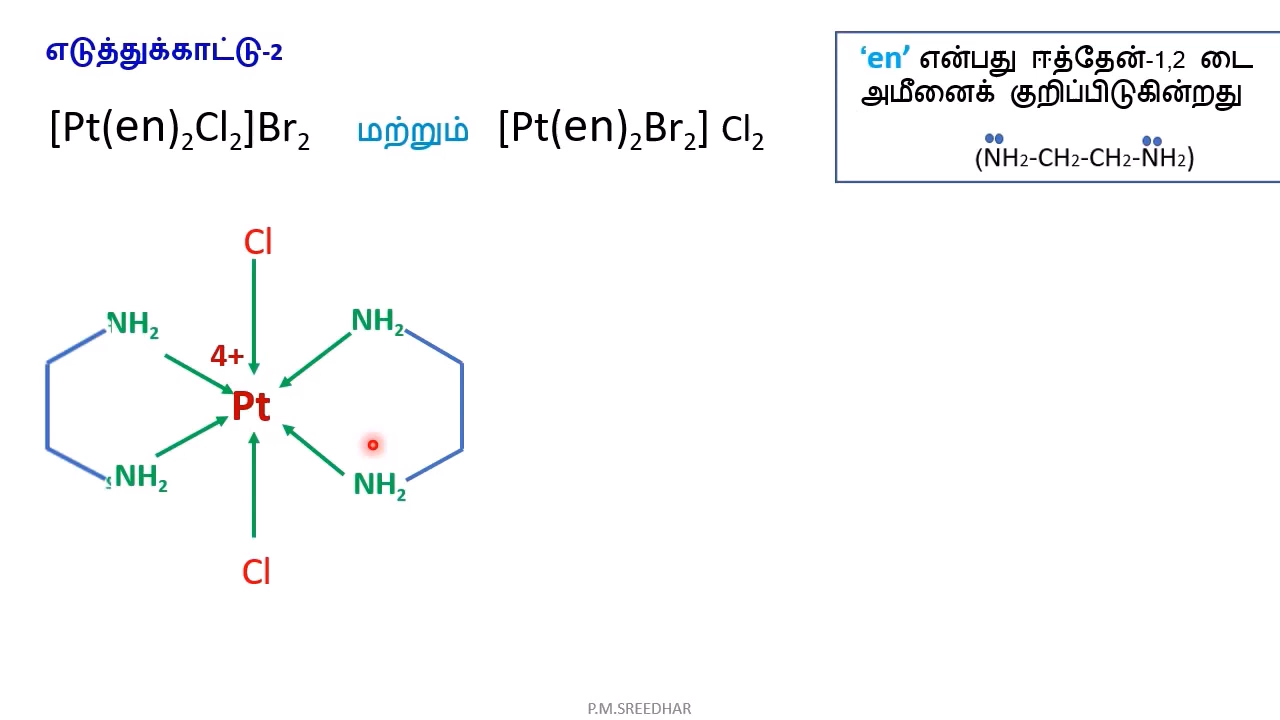 எடுத்துக்காட்டு-2
[Pt(en)₂Cl₂]Br₂ மற்றும் [Pt(en)₂Br₂] Cl₂
‘en’ என்பது ஈத்தேன்-1,2 டை
அமீனைக் குறிப்பிடுகின்றது
(NH₂-CH₂-CH₂-NH₂)
Cl
NH₂ NH₂
4+
Pt
NH₂ NH₂
Cl
P.M.SREEDHAR